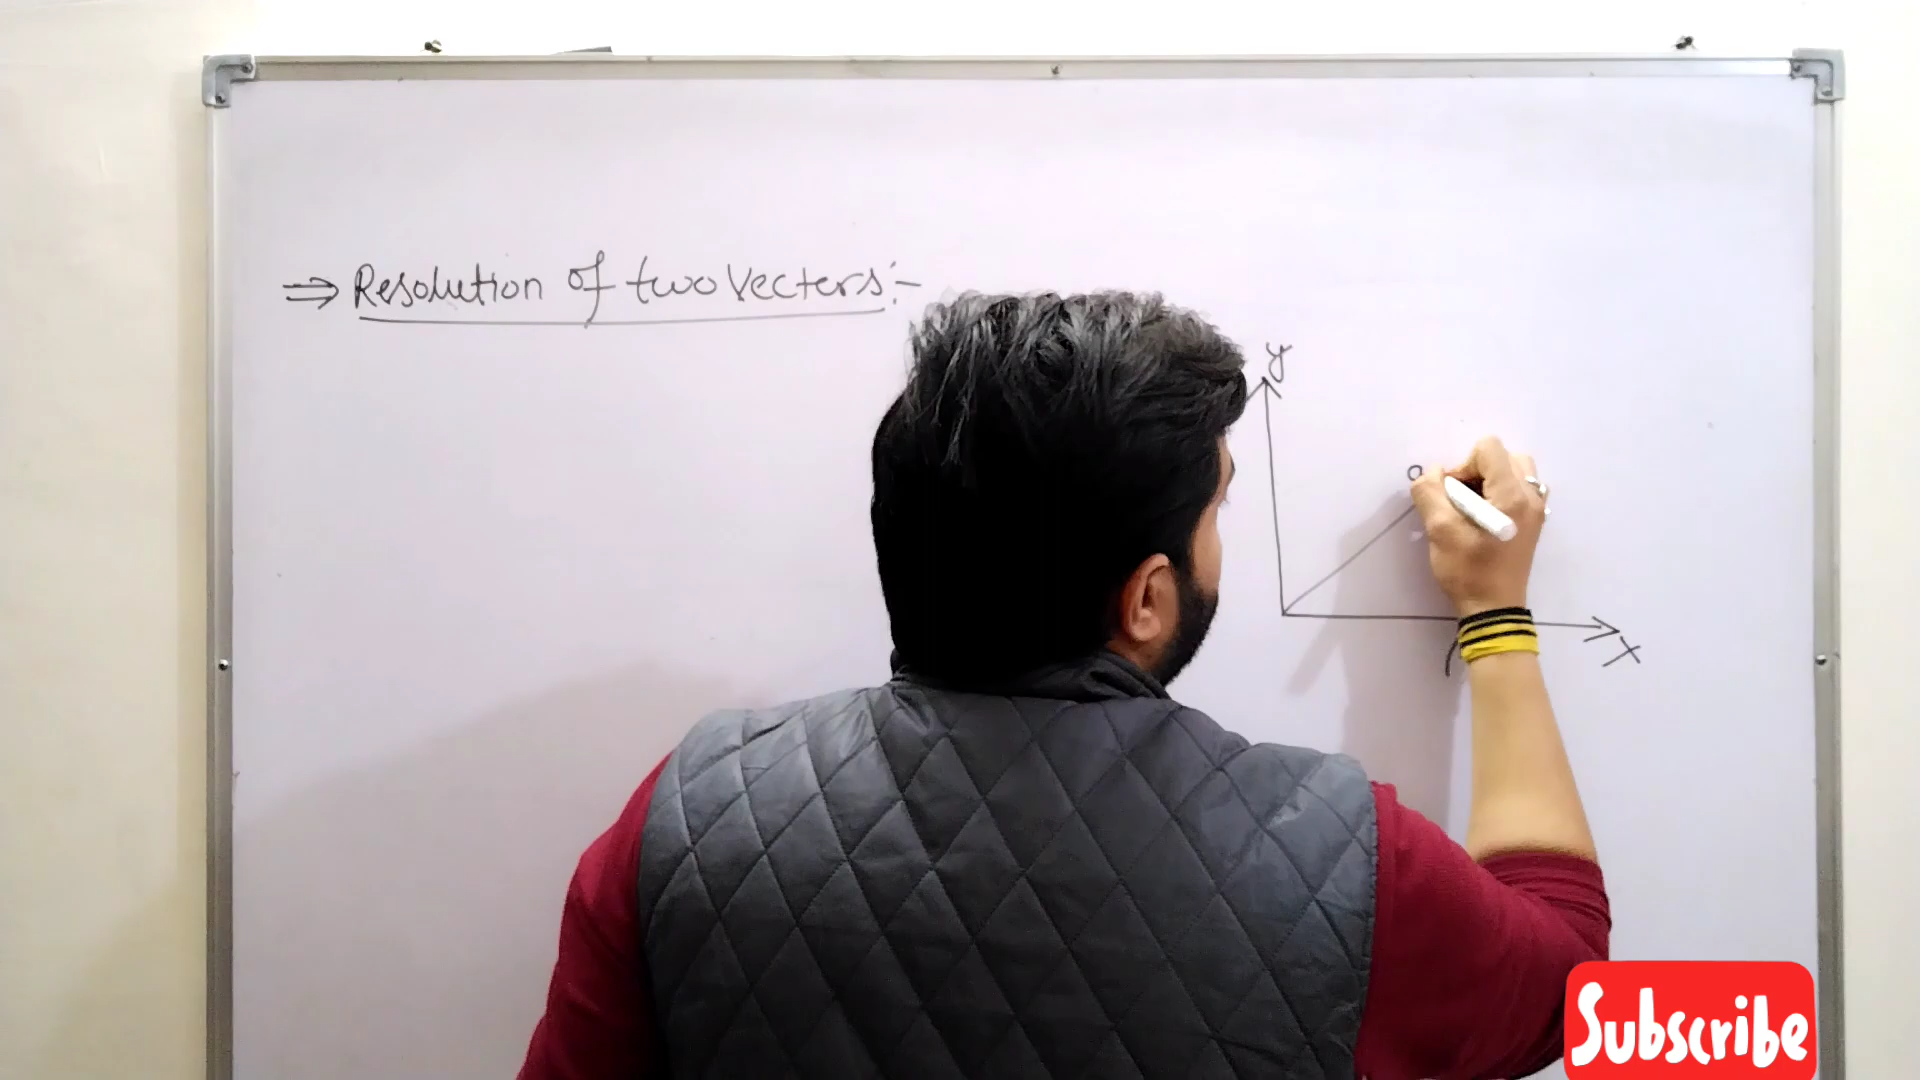 ⇒ Resolution of two Vecters:-
y
x
Subscribe